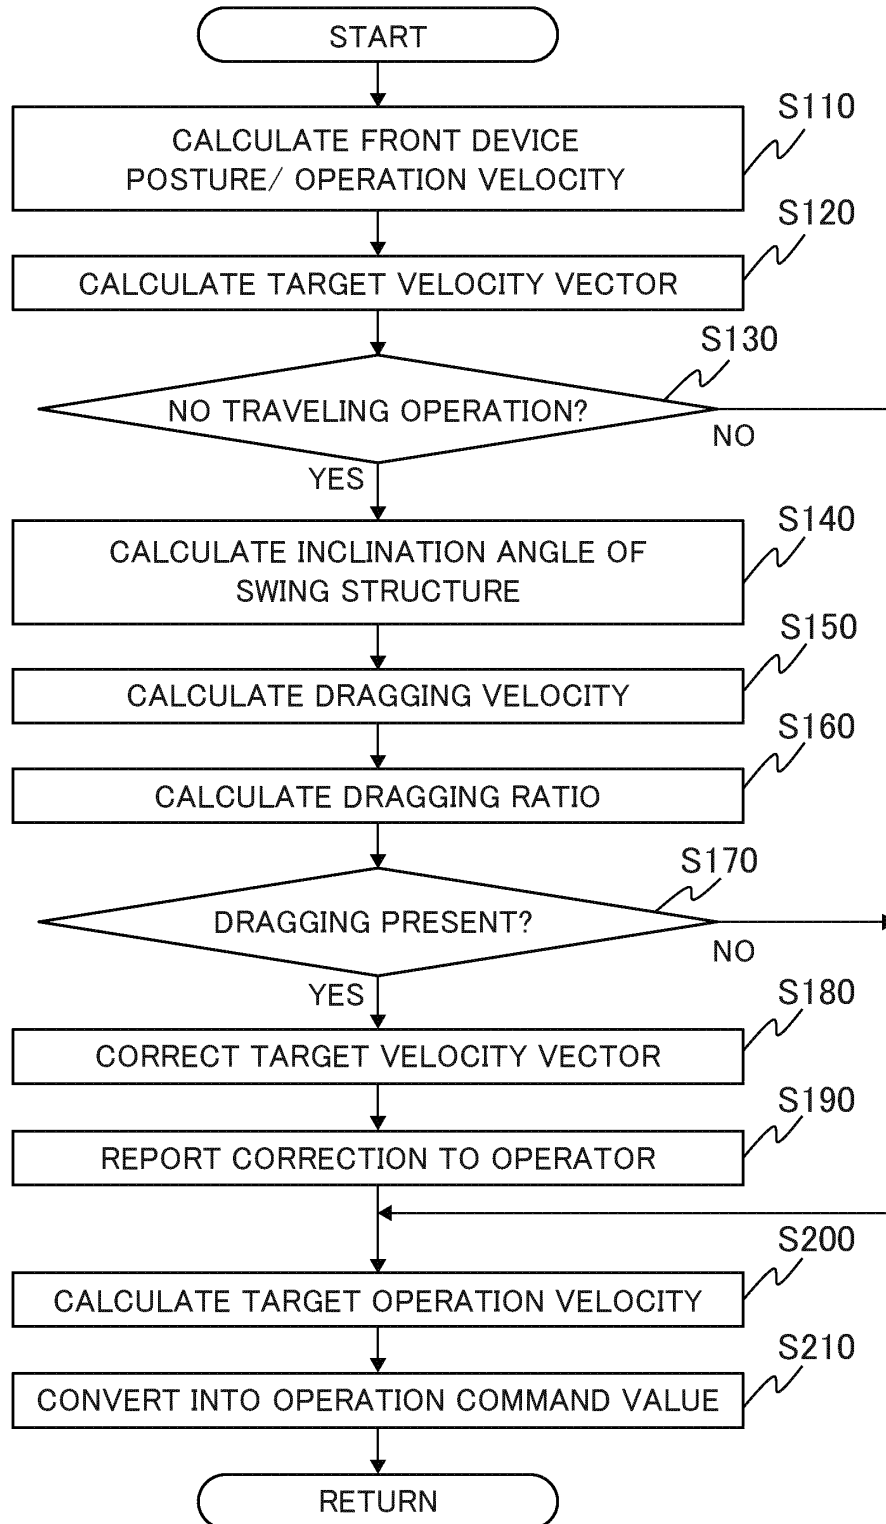 START
S110
CALCULATE FRONT DEVICE
POSTURE/ OPERATION VELOCITY
S120
CALCULATE TARGET VELOCITY VECTOR
S130
NO TRAVELING OPERATION?
NO
YES
S140
CALCULATE INCLINATION ANGLE OF
SWING STRUCTURE
S150
CALCULATE DRAGGING VELOCITY
S160
CALCULATE DRAGGING RATIO
S170
DRAGGING PRESENT?
NO
YES
S180
CORRECT TARGET VELOCITY VECTOR
S190
REPORT CORRECTION TO OPERATOR
S200
CALCULATE TARGET OPERATION VELOCITY
S210
CONVERT INTO OPERATION COMMAND VALUE
RETURN